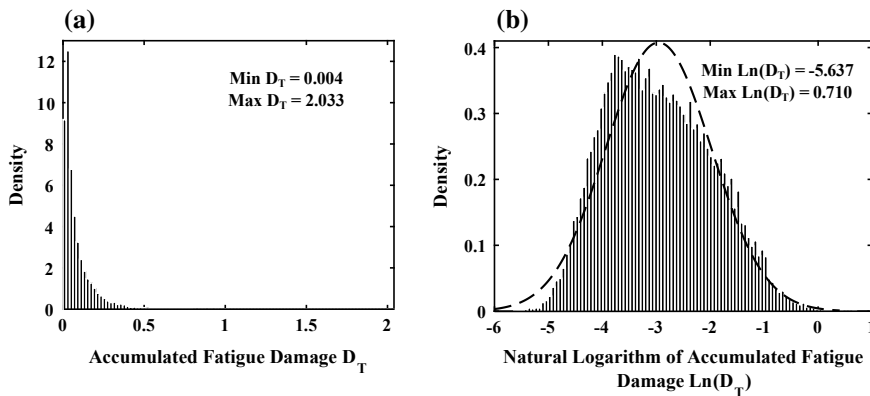 (a)
12
10
8
6
4
2
0
Density
Min D_T = 0.004
Max D_T = 2.033
0 0.5 1 1.5 2
Accumulated Fatigue Damage D_T
(b)
0.4
0.3
0.2
0.1
0
Density
Min Ln(D_T) = -5.637
Max Ln(D_T) = 0.710
-6 -5 -4 -3 -2 -1 0 1
Natural Logarithm of Accumulated Fatigue
Damage Ln(D_T)